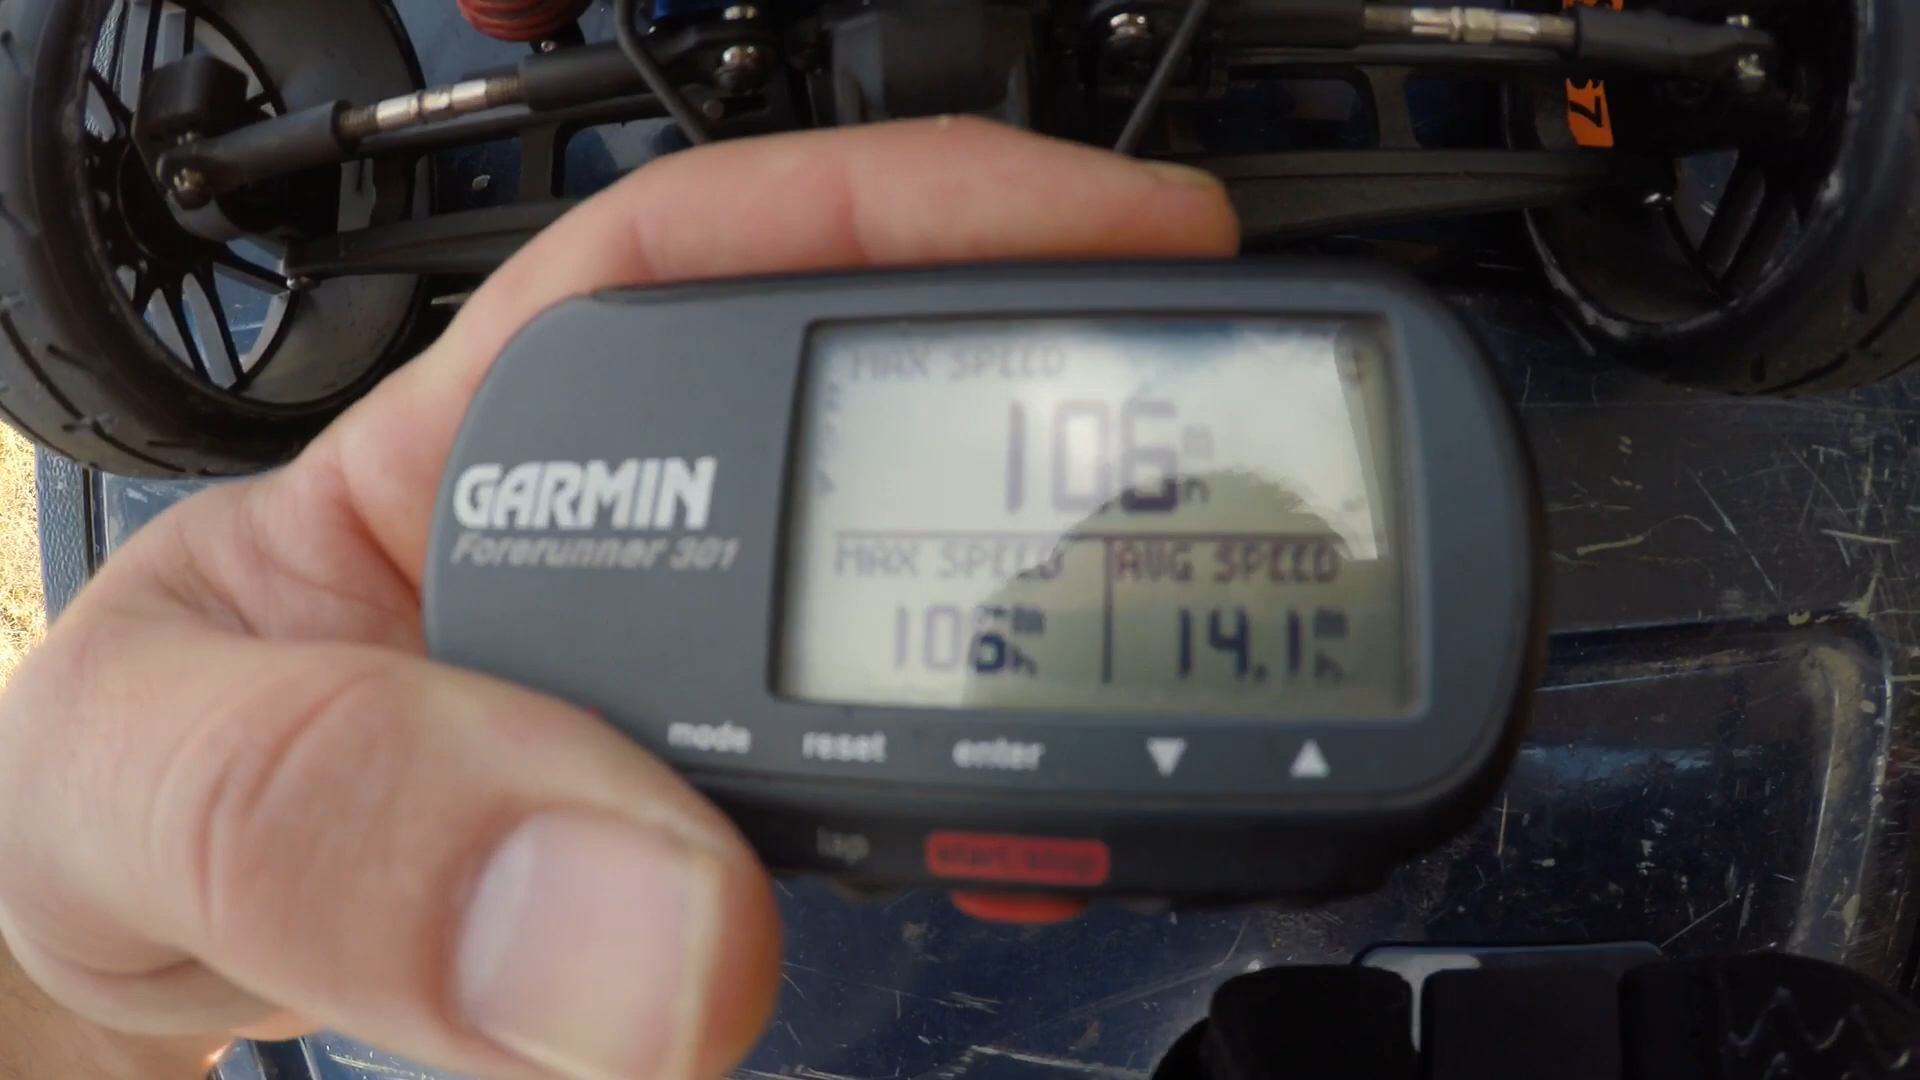 7
MAX SPEED
106 m/h
GARMIN
Forerunner 301
MAX SPEED AVG SPEED
106 m/h 14.1 m/h
mode reset enter ▼ ▲
lap start/stop